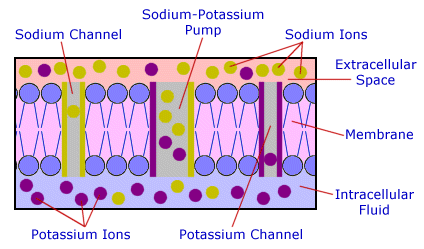 Sodium-Potassium
Pump
Sodium Channel
Sodium Ions
Extracellular
Space
Membrane
Intracellular
Fluid
Potassium Ions
Potassium Channel